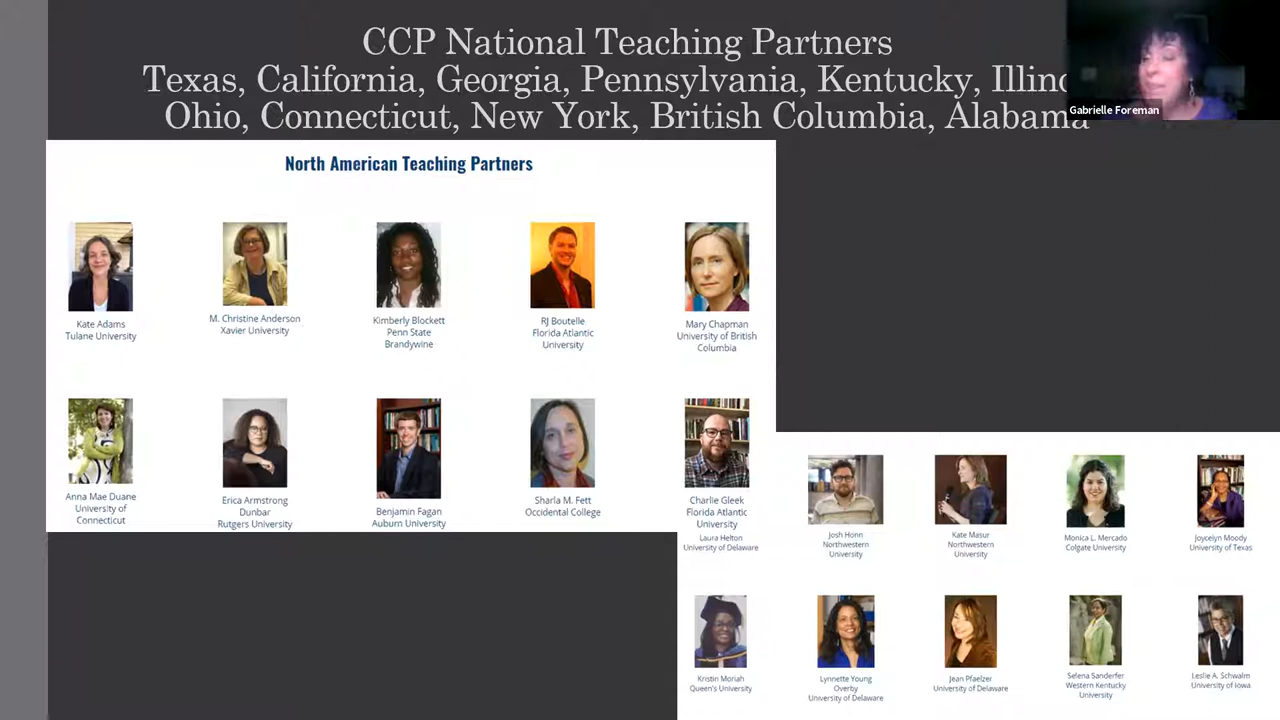 CCP National Teaching Partners
Texas, California, Georgia, Pennsylvania, Kentucky,
Ohio, Connecticut, New York, British Columbia, Alabama
Gabrielle Foreman
North American Teaching Partners
Kate Adams
Tulane University
M. Christine Anderson
Xavier University
Kimberly Blockett
Penn State
Brandywine
RJ Boutelle
Florida Atlantic
University
Mary Chapman
University of British
Columbia
Anna Mae Duane
University of
Connecticut
Erica Armstrong
Dunbar
Rutgers University
Benjamin Fagan
Auburn University
Sharla M. Fett
Occidental College
Charlie Gleek
Florida Atlantic
University
Laura Helton
University of Delaware
Josh Honn
Northwestern
University
Kate Masur
Northwestern
University
Monica L. Mercado
Colgate University
Joycelyn Moody
University of Texas
Kristin Moriah
Queen's University
Lynnette Young
Overby
University of Delaware
Jean Pfaelzer
University of Delaware
Selena Sanderfer
Western Kentucky
University
Leslie A. Schwalm
University of Iowa